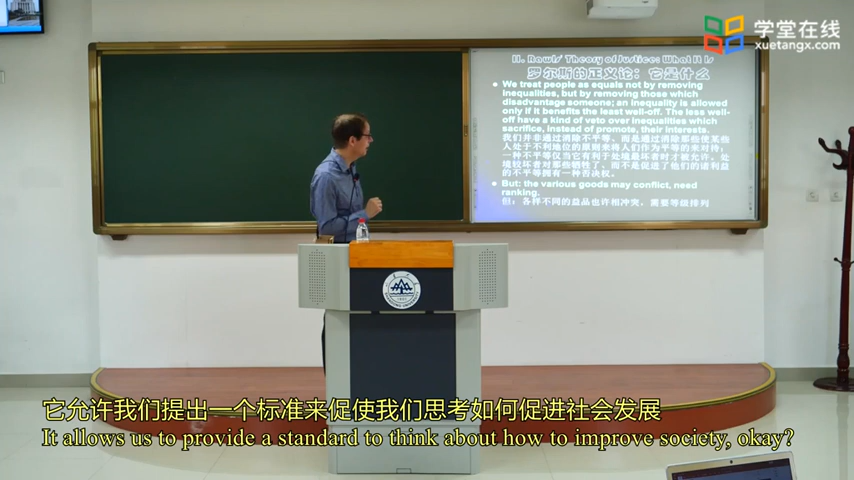 学堂在线
xuetangx.com
II. Rawls' Theory of Justice: What It Is
罗尔斯的正义论：它是什么
We treat people as equals not by removing
inequalities, but by removing those which
disadvantage someone; an inequality is allowed
only if it benefits the least well-off. The less well-
off have a kind of veto over inequalities which
sacrifice, instead of promote, their interests.
我们并非通过消除不平等，而是通过消除那些使某些
人处于不利地位的原则来将人们作为平等的来对待；
一种不平等仅当它有利于处境最坏者时才被允许。处
境较坏者对那些牺牲了、而不是促进了他们的诸利益
的不平等拥有一种否决权。
But: the various goods may conflict, need
ranking.
但：各样不同的益品也许相冲突，需要等级排列
它允许我们提出一个标准来促使我们思考如何促进社会发展
It allows us to provide a standard to think about how to improve society, okay?